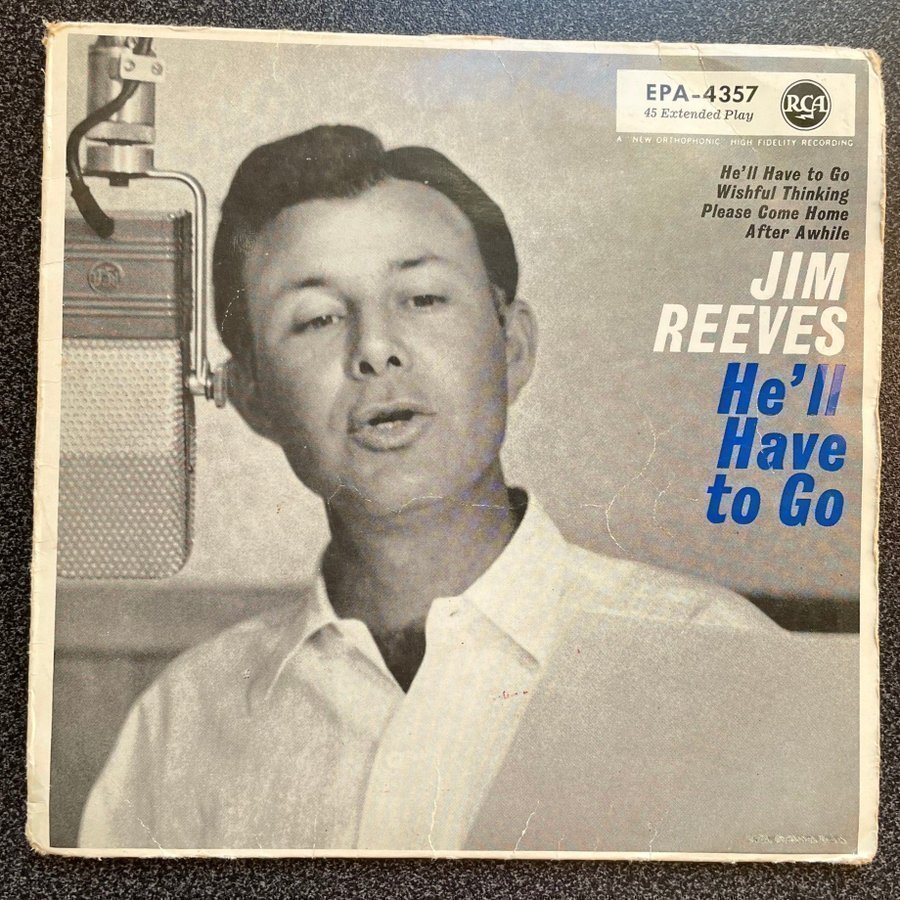 EPA-4357
45 Extended Play
RCA
A "NEW ORTHOPHONIC" HIGH FIDELITY RECORDING
He'll Have to Go
Wishful Thinking
Please Come Home
After Awhile
JIM
REEVES
He'll
Have
to Go